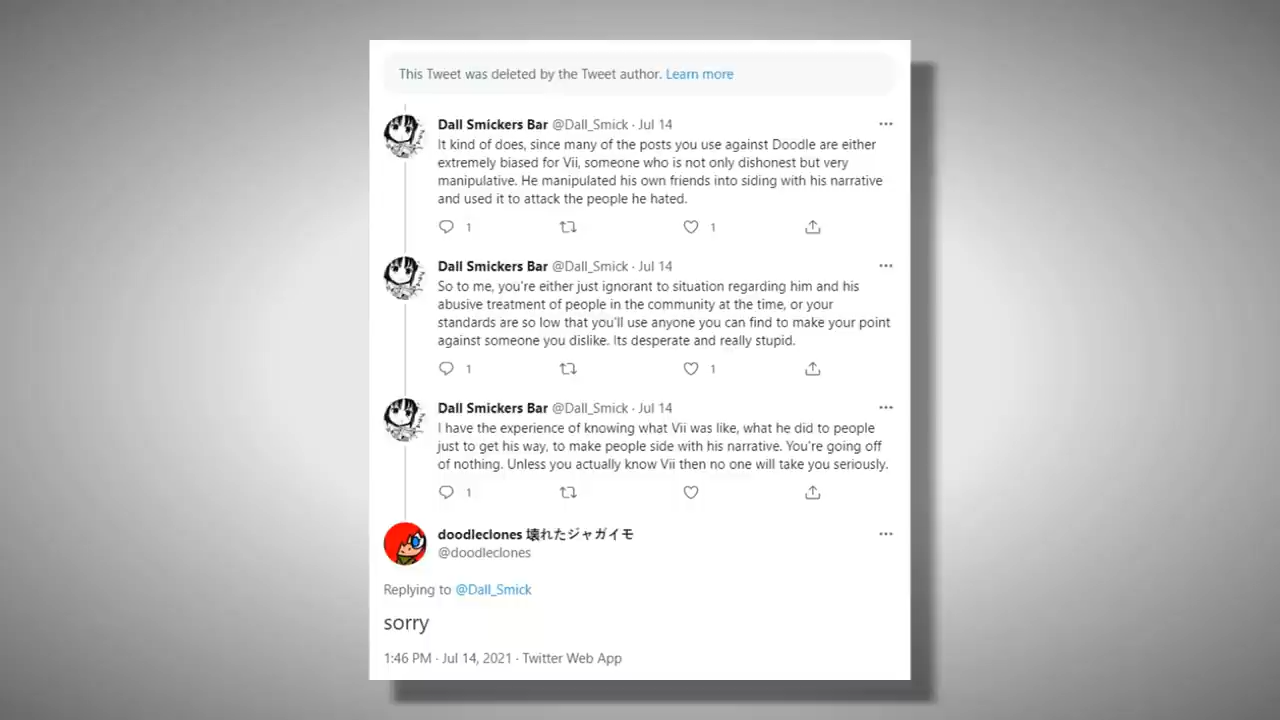 This Tweet was deleted by the Tweet author. Learn more
Dall Smickers Bar @Dall_Smick · Jul 14
It kind of does, since many of the posts you use against Doodle are either
extremely biased for Vii, someone who is not only dishonest but very
manipulative. He manipulated his own friends into siding with his narrative
and used it to attack the people he hated.
1 1
Dall Smickers Bar @Dall_Smick · Jul 14
So to me, you're either just ignorant to situation regarding him and his
abusive treatment of people in the community at the time, or your
standards are so low that you'll use anyone you can find to make your point
against someone you dislike. Its desperate and really stupid.
1 1
Dall Smickers Bar @Dall_Smick · Jul 14
I have the experience of knowing what Vii was like, what he did to people
just to get his way, to make people side with his narrative. You're going off
of nothing. Unless you actually know Vii then no one will take you seriously.
1
doodleclones 壊れたジャガイモ
@doodleclones
Replying to @Dall_Smick
sorry
1:46 PM · Jul 14, 2021 · Twitter Web App